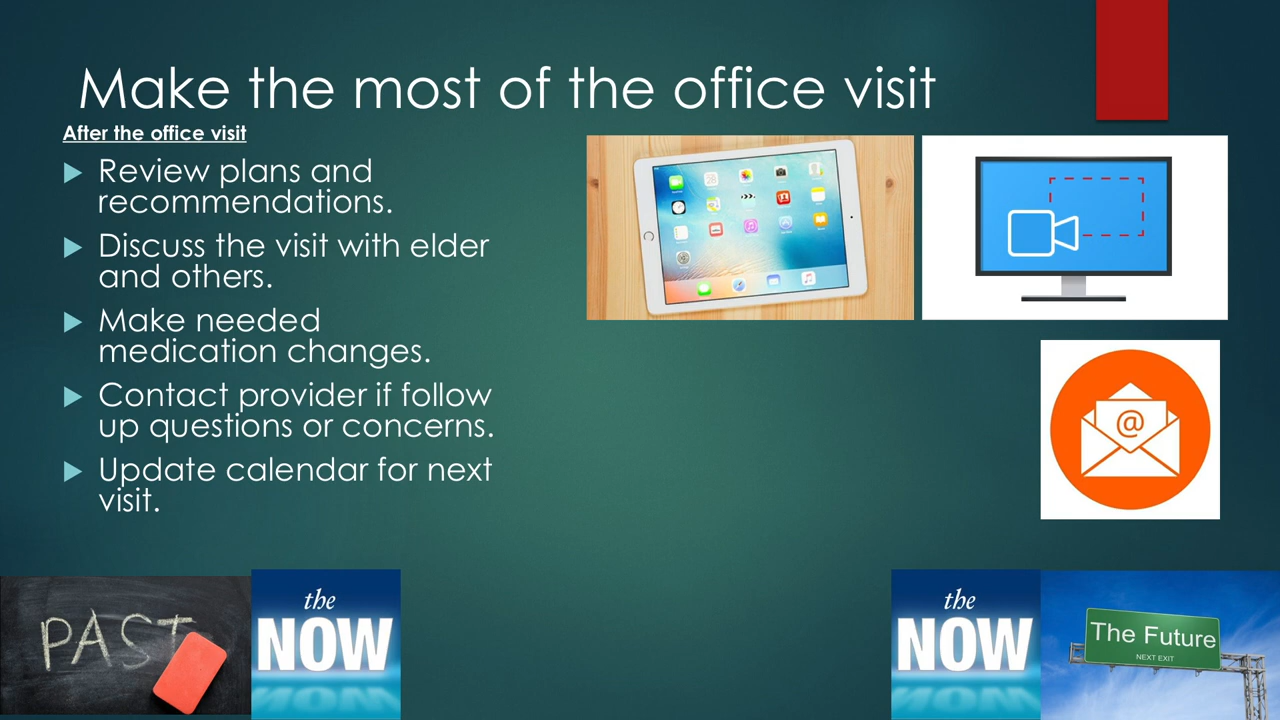 Make the most of the office visit
After the office visit
Review plans and
recommendations.
Discuss the visit with elder
and others.
Make needed
medication changes.
Contact provider if follow
up questions or concerns.
Update calendar for next
visit.
@
PAST
the
NOW
the
NOW
The Future
NEXT EXIT